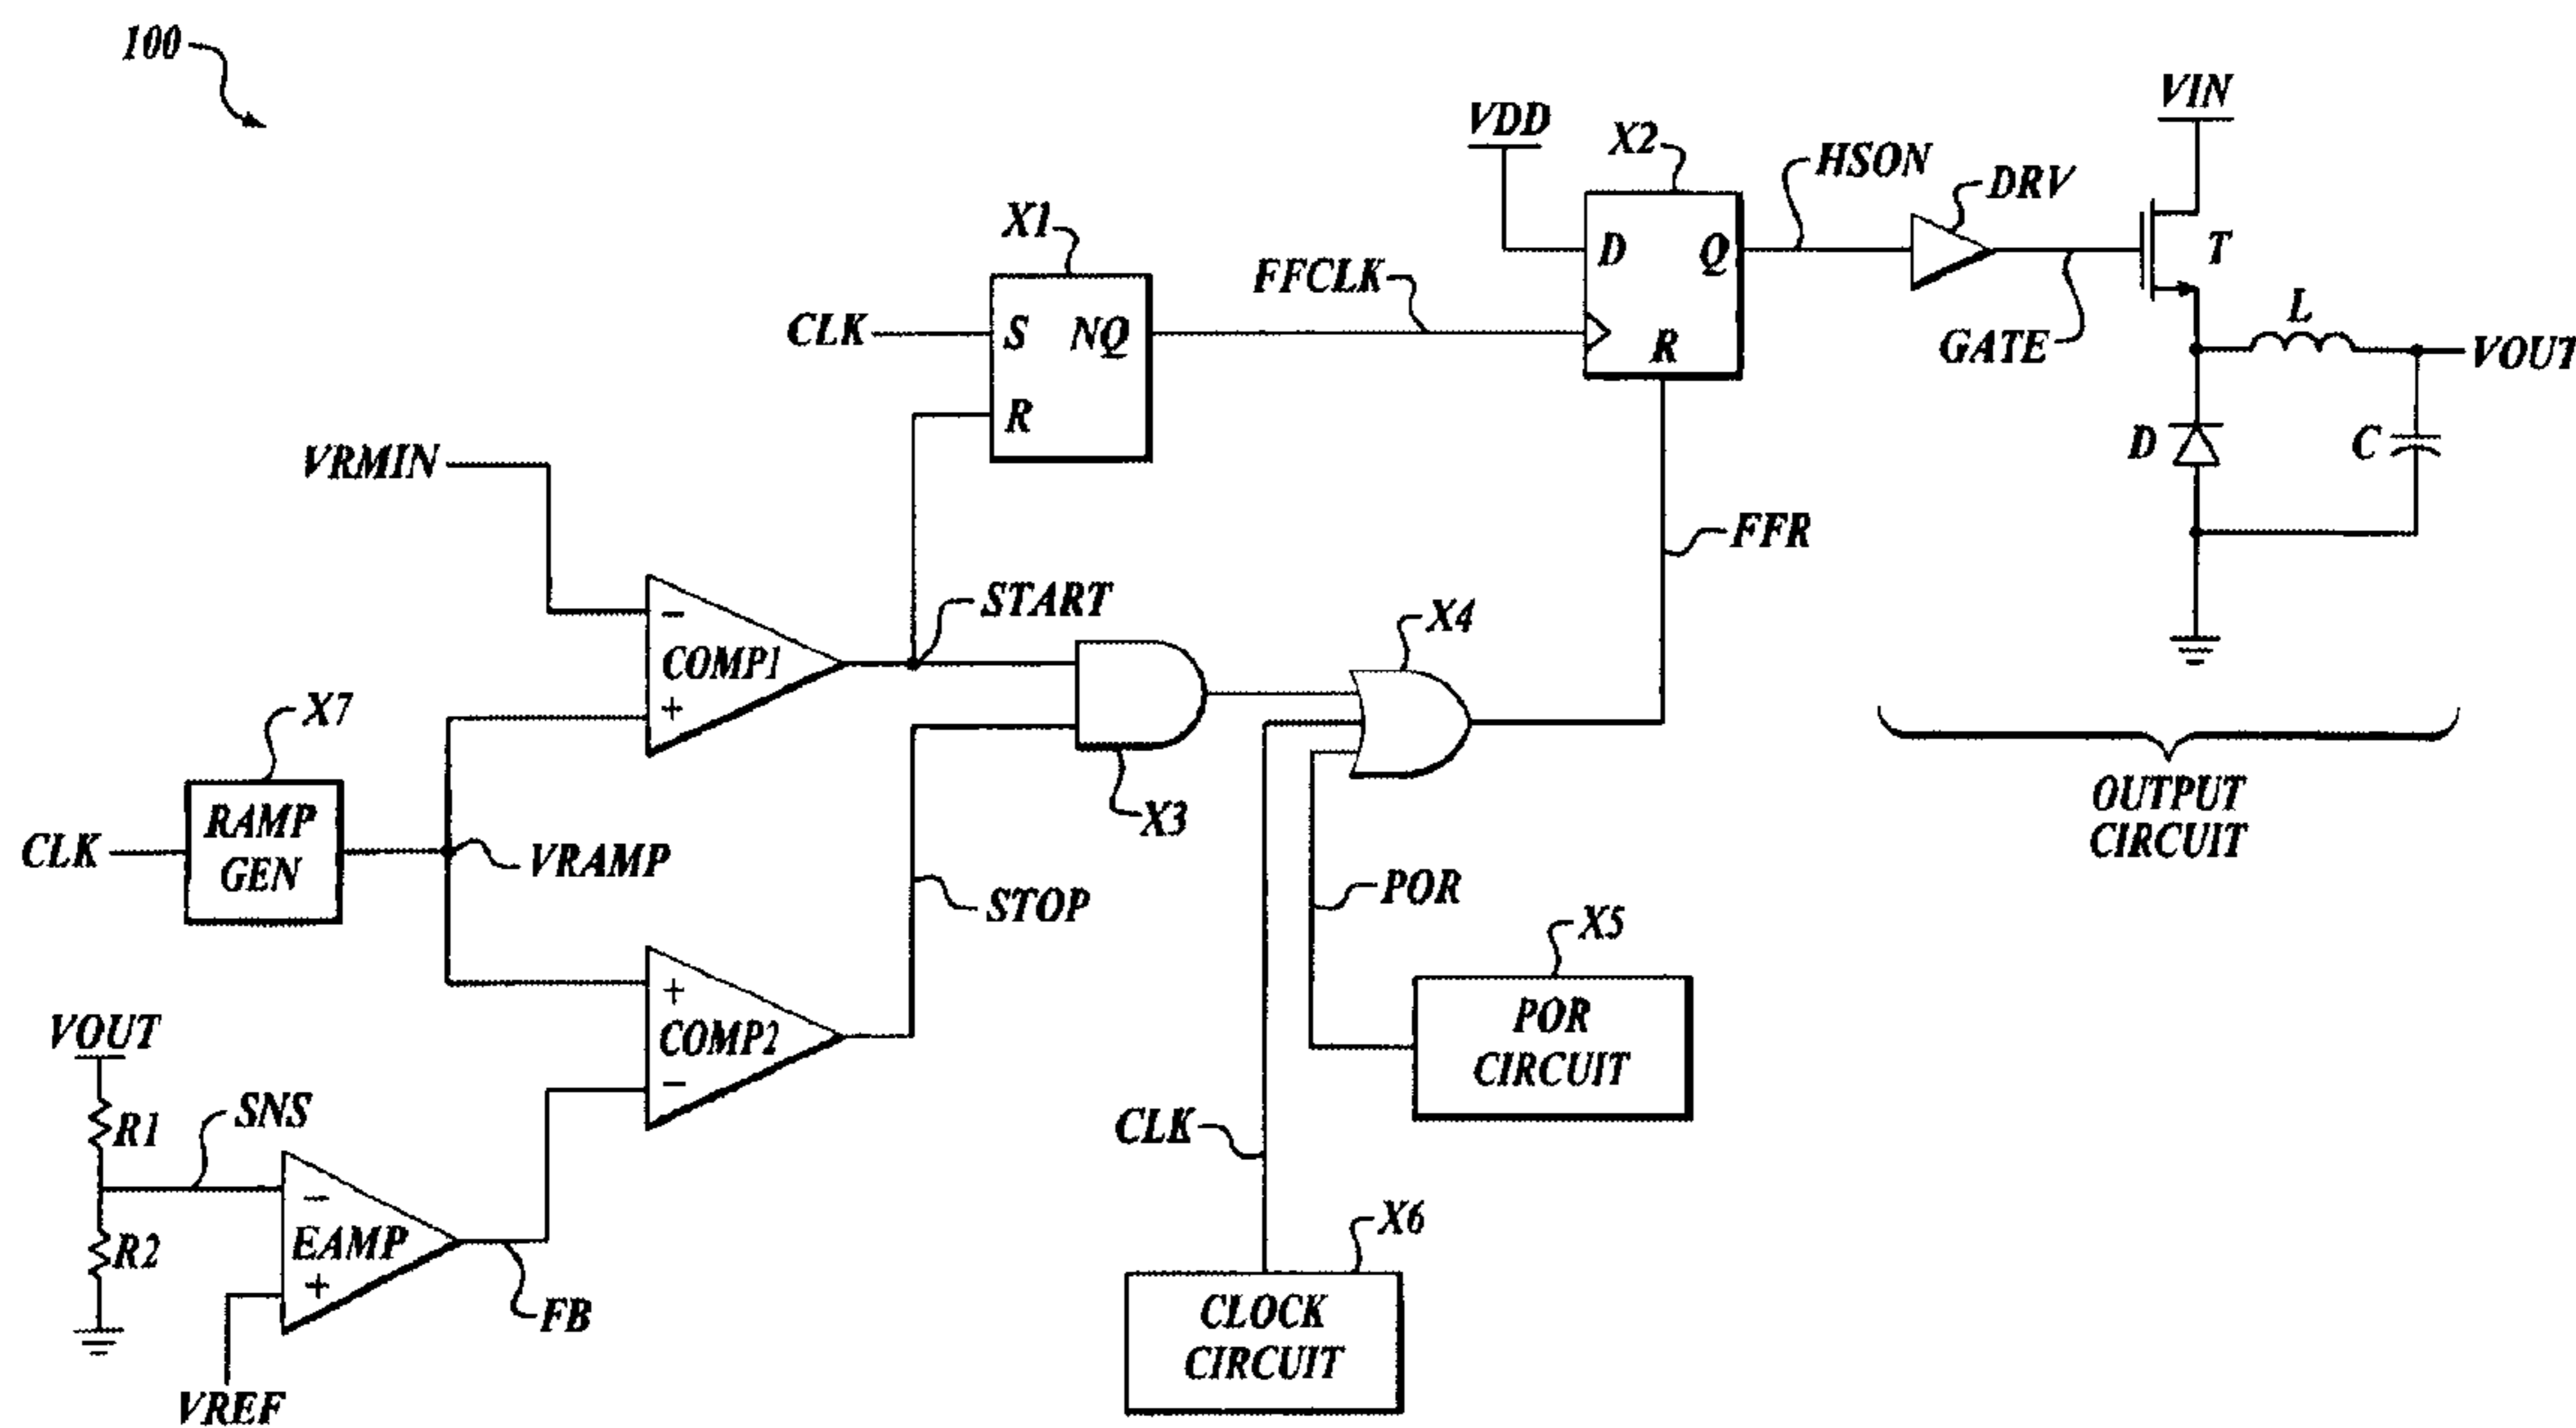 100
VIN
VDD
X2
HSON
DRV
X1
D
Q
T
FFCLK
L
CLK
S
NQ
R
GATE
VOUT
R
VRMIN
D
C
FFR
START
X4
COMP1
-
+
X7
X3
OUTPUT
CIRCUIT
RAMP
GEN
CLK
VRAMP
POR
STOP
X5
+
COMP2
-
POR
CIRCUIT
VOUT
SNS
R1
CLK
-
EAMP
+
R2
X6
FB
CLOCK
CIRCUIT
VREF